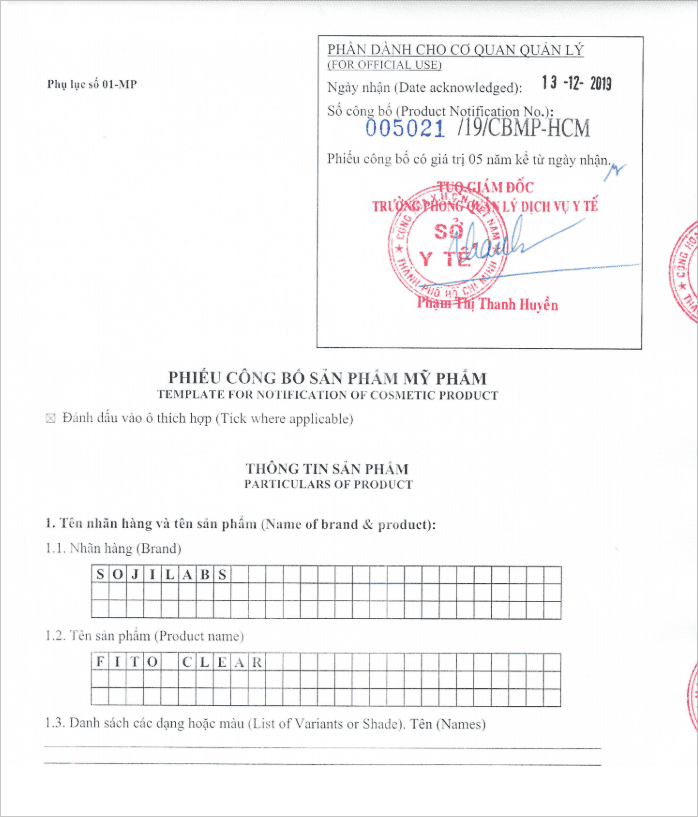 Phụ lục số 01-MP
PHẦN DÀNH CHO CƠ QUAN QUẢN LÝ
(FOR OFFICIAL USE)
Ngày nhận (Date acknowledged): 13 -12- 2019
Số công bố (Product Notification No.):
005021 /19/CBMP-HCM
Phiếu công bố có giá trị 05 năm kể từ ngày nhận.
TUQ.GIÁM ĐỐC
TRƯỞNG PHÒNG QUẢN LÝ DỊCH VỤ Y TẾ
SỞ
Y TẾ
THÀNH PHỐ HỒ CHÍ MINH
Phạm Thị Thanh Huyền
CỘNG HÒA
PHIẾU CÔNG BỐ SẢN PHẨM MỸ PHẨM
TEMPLATE FOR NOTIFICATION OF COSMETIC PRODUCT
☒ Đánh dấu vào ô thích hợp (Tick where applicable)
THÔNG TIN SẢN PHẨM
PARTICULARS OF PRODUCT
1. Tên nhãn hàng và tên sản phẩm (Name of brand & product):
1.1. Nhãn hàng (Brand)
SOJILABS
1.2. Tên sản phẩm (Product name)
FITO CLEAR
1.3. Danh sách các dạng hoặc màu (List of Variants or Shade). Tên (Names)